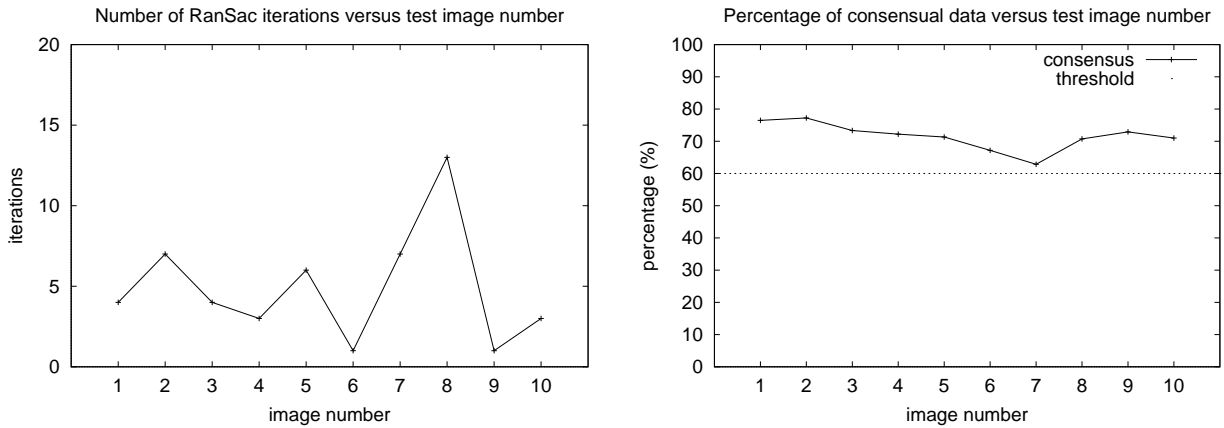 Number of RanSac iterations versus test image number
20
15
10
5
0
iterations
1 2 3 4 5 6 7 8 9 10
image number
Percentage of consensual data versus test image number
100
90
80
70
60
50
40
30
20
10
0
percentage (%)
consensus
threshold
1 2 3 4 5 6 7 8 9 10
image number